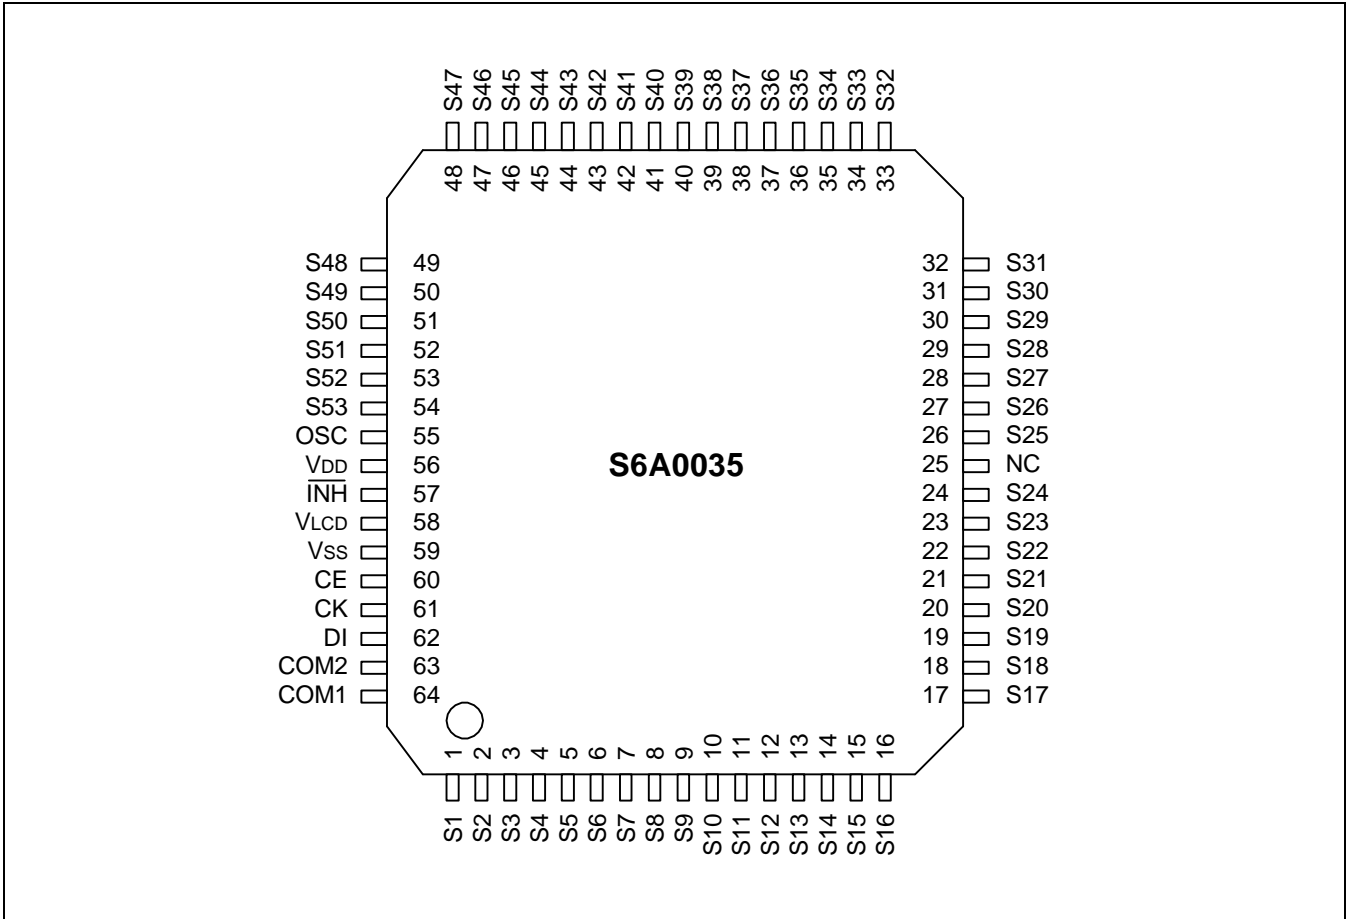 S47 S46 S45 S44 S43 S42 S41 S40 S39 S38 S37 S36 S35 S34 S33 S32
48 47 46 45 44 43 42 41 40 39 38 37 36 35 34 33
S48 49 32 S31
S49 50 31 S30
S50 51 30 S29
S51 52 29 S28
S52 53 28 S27
S53 54 27 S26
OSC 55 26 S25
VDD 56 S6A0035 25 NC
INH 57 24 S24
VLCD 58 23 S23
VSS 59 22 S22
CE 60 21 S21
CK 61 20 S20
DI 62 19 S19
COM2 63 18 S18
COM1 64 17 S17
1 2 3 4 5 6 7 8 9 10 11 12 13 14 15 16
S1 S2 S3 S4 S5 S6 S7 S8 S9 S10 S11 S12 S13 S14 S15 S16